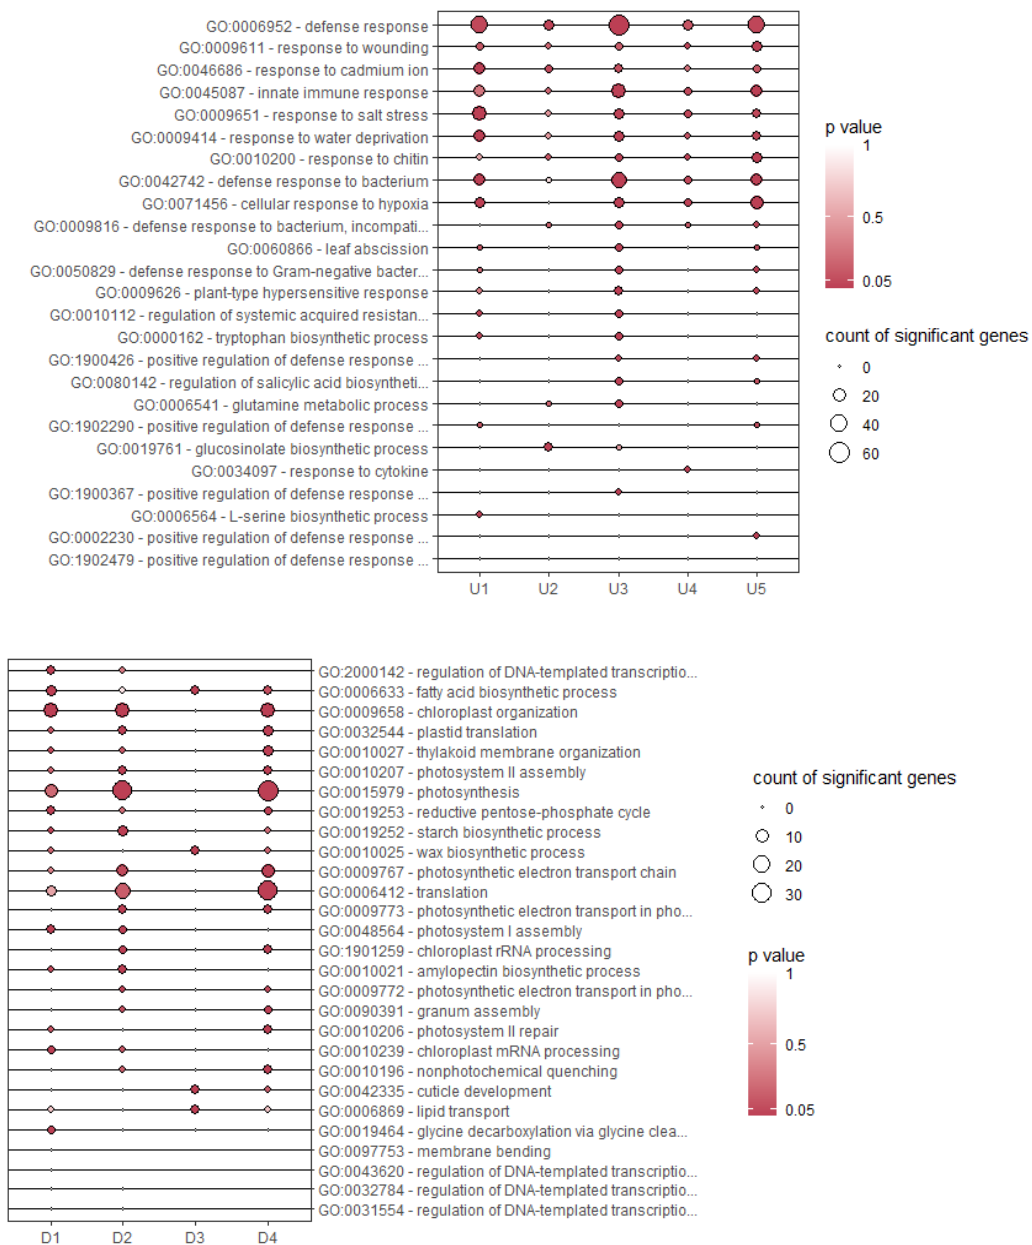 GO:0006952 - defense response
GO:0009611 - response to wounding
GO:0046686 - response to cadmium ion
GO:0045087 - innate immune response
GO:0009651 - response to salt stress
GO:0009414 - response to water deprivation
GO:0010200 - response to chitin
GO:0042742 - defense response to bacterium
GO:0071456 - cellular response to hypoxia
GO:0009816 - defense response to bacterium, incompati...
GO:0060866 - leaf abscission
GO:0050829 - defense response to Gram-negative bacter...
GO:0009626 - plant-type hypersensitive response
GO:0010112 - regulation of systemic acquired resistan...
GO:0000162 - tryptophan biosynthetic process
GO:1900426 - positive regulation of defense response ...
GO:0080142 - regulation of salicylic acid biosyntheti...
GO:0006541 - glutamine metabolic process
GO:1902290 - positive regulation of defense response ...
GO:0019761 - glucosinolate biosynthetic process
GO:0034097 - response to cytokine
GO:1900367 - positive regulation of defense response ...
GO:0006564 - L-serine biosynthetic process
GO:0002230 - positive regulation of defense response ...
GO:1902479 - positive regulation of defense response ...
U1 U2 U3 U4 U5
p value
1
0.5
0.05
count of significant genes
0
20
40
60
GO:2000142 - regulation of DNA-templated transcriptio...
GO:0006633 - fatty acid biosynthetic process
GO:0009658 - chloroplast organization
GO:0032544 - plastid translation
GO:0010027 - thylakoid membrane organization
GO:0010207 - photosystem II assembly
GO:0015979 - photosynthesis
GO:0019253 - reductive pentose-phosphate cycle
GO:0019252 - starch biosynthetic process
GO:0010025 - wax biosynthetic process
GO:0009767 - photosynthetic electron transport chain
GO:0006412 - translation
GO:0009773 - photosynthetic electron transport in pho...
GO:0048564 - photosystem I assembly
GO:1901259 - chloroplast rRNA processing
GO:0010021 - amylopectin biosynthetic process
GO:0009772 - photosynthetic electron transport in pho...
GO:0090391 - granum assembly
GO:0010206 - photosystem II repair
GO:0010239 - chloroplast mRNA processing
GO:0010196 - nonphotochemical quenching
GO:0042335 - cuticle development
GO:0006869 - lipid transport
GO:0019464 - glycine decarboxylation via glycine clea...
GO:0097753 - membrane bending
GO:0043620 - regulation of DNA-templated transcriptio...
GO:0032784 - regulation of DNA-templated transcriptio...
GO:0031554 - regulation of DNA-templated transcriptio...
D1 D2 D3 D4
count of significant genes
0
10
20
30
p value
1
0.5
0.05